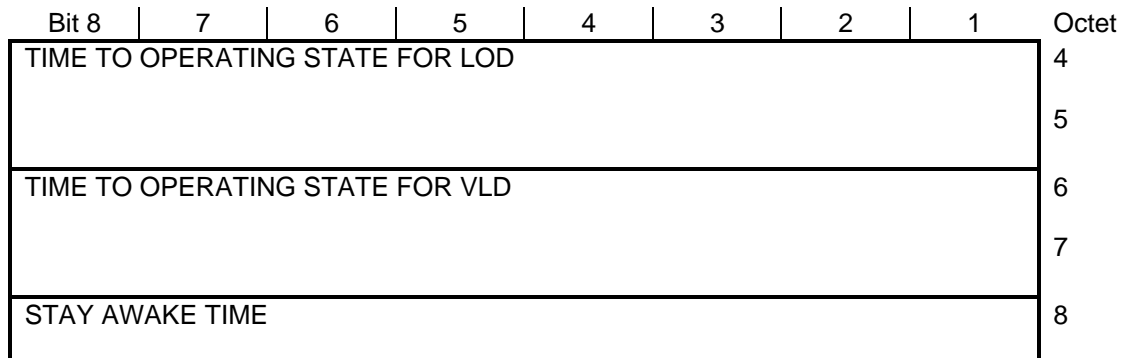 Bit 8 7 6 5 4 3 2 1 Octet
TIME TO OPERATING STATE FOR LOD 4
5
TIME TO OPERATING STATE FOR VLD 6
7
STAY AWAKE TIME 8